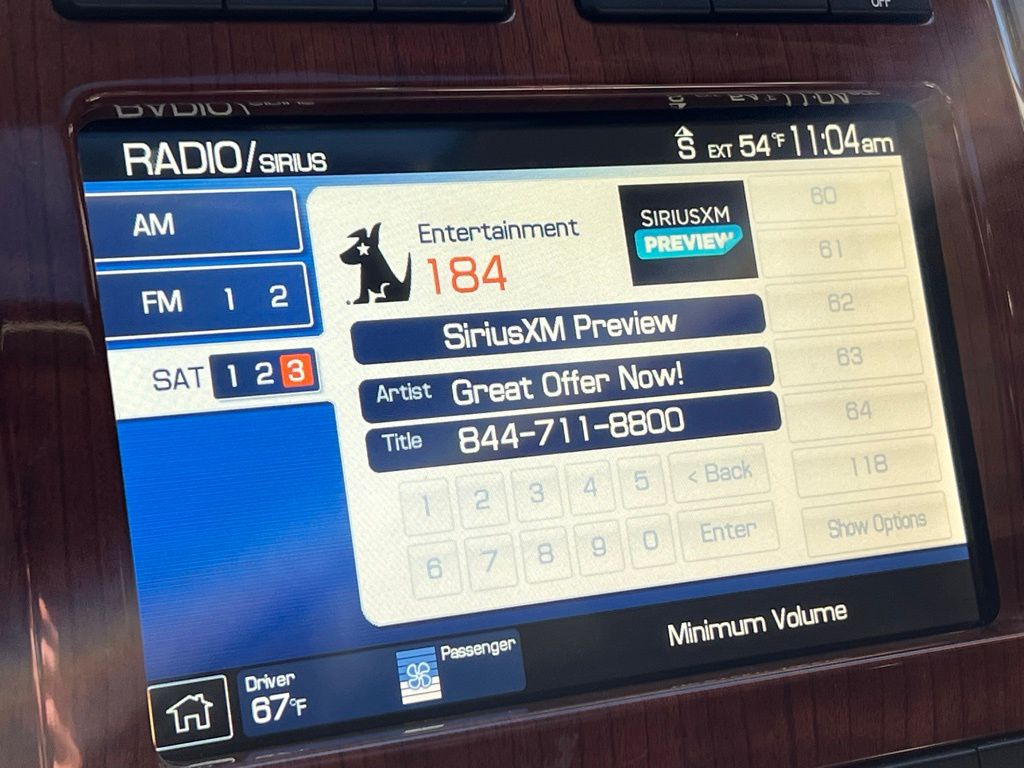 OFF
RADIO/SIRIUS
S EXT 54°F 11:04am
AM
FM 1 2
SAT 1 2 3
Entertainment
184
SIRIUSXM
PREVIEW
SiriusXM Preview
Artist Great Offer Now!
Title 844-711-8800
1 2 3 4 5 < Back
6 7 8 9 0 Enter
60
61
62
63
64
118
Show Options
Minimum Volume
Driver
67°F
Passenger